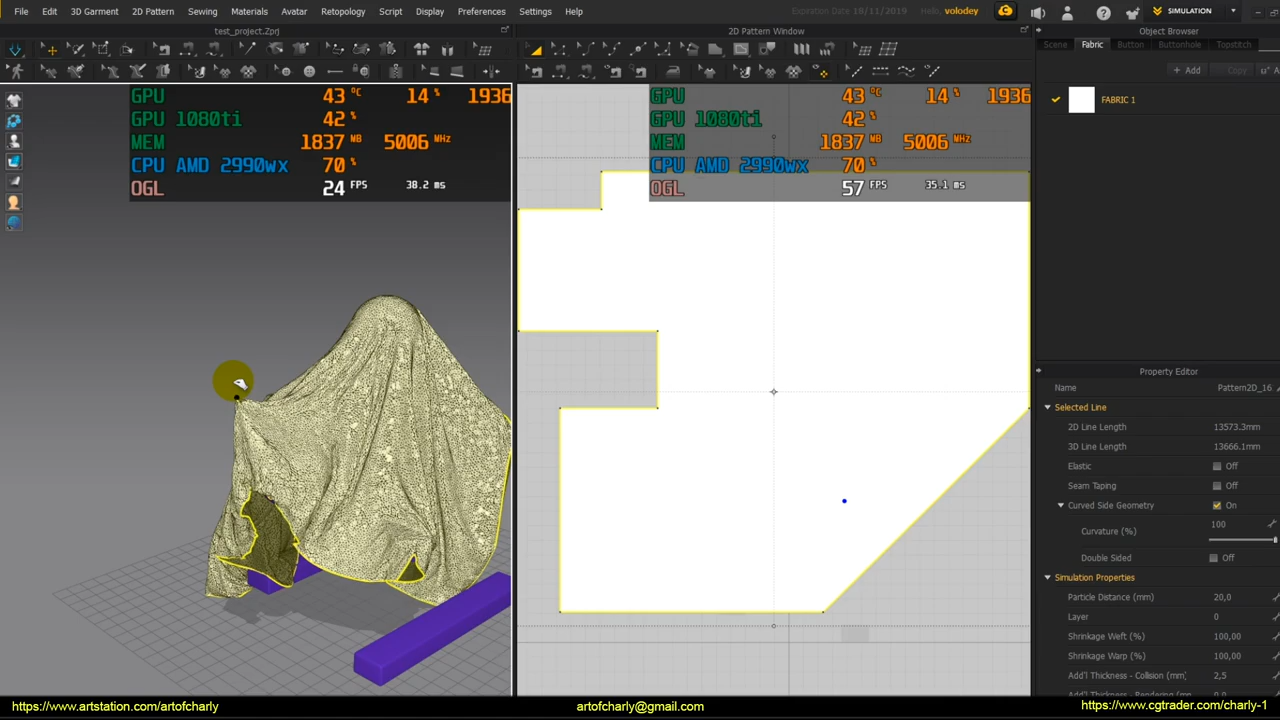 File Edit 3D Garment 2D Pattern Sewing Materials Avatar Retopology Script Display Preferences Settings Help Expiration Date 18/11/2019 Hello, volodey SIMULATION
test_project.Zprj 2D Pattern Window Object Browser
Scene Fabric Button Buttonhole Topstitch
+ Add Copy
FABRIC 1
GPU 43 °C 14 % 1936
GPU 1080ti 42 %
MEM 1837 MB 5006 MHz
CPU AMD 2990wx 70 %
OGL 24 FPS 38.2 ms
GPU 43 °C 14 % 1936
GPU 1080ti 42 %
MEM 1837 MB 5006 MHz
CPU AMD 2990wx 70 %
OGL 57 FPS 35.1 ms
Property Editor
Name Pattern2D_16
Selected Line
2D Line Length 13573.3mm
3D Line Length 13666.1mm
Elastic Off
Seam Taping Off
Curved Side Geometry On
Curvature (%) 100
Double Sided Off
Simulation Properties
Particle Distance (mm) 20,0
Layer 0
Shrinkage Weft (%) 100,00
Shrinkage Warp (%) 100,00
Add'l Thickness - Collision (mm) 2,5
Add'l Thickness - Rendering (mm) 0,0
https://www.artstation.com/artofcharly artofcharly@gmail.com https://www.cgtrader.com/charly-1